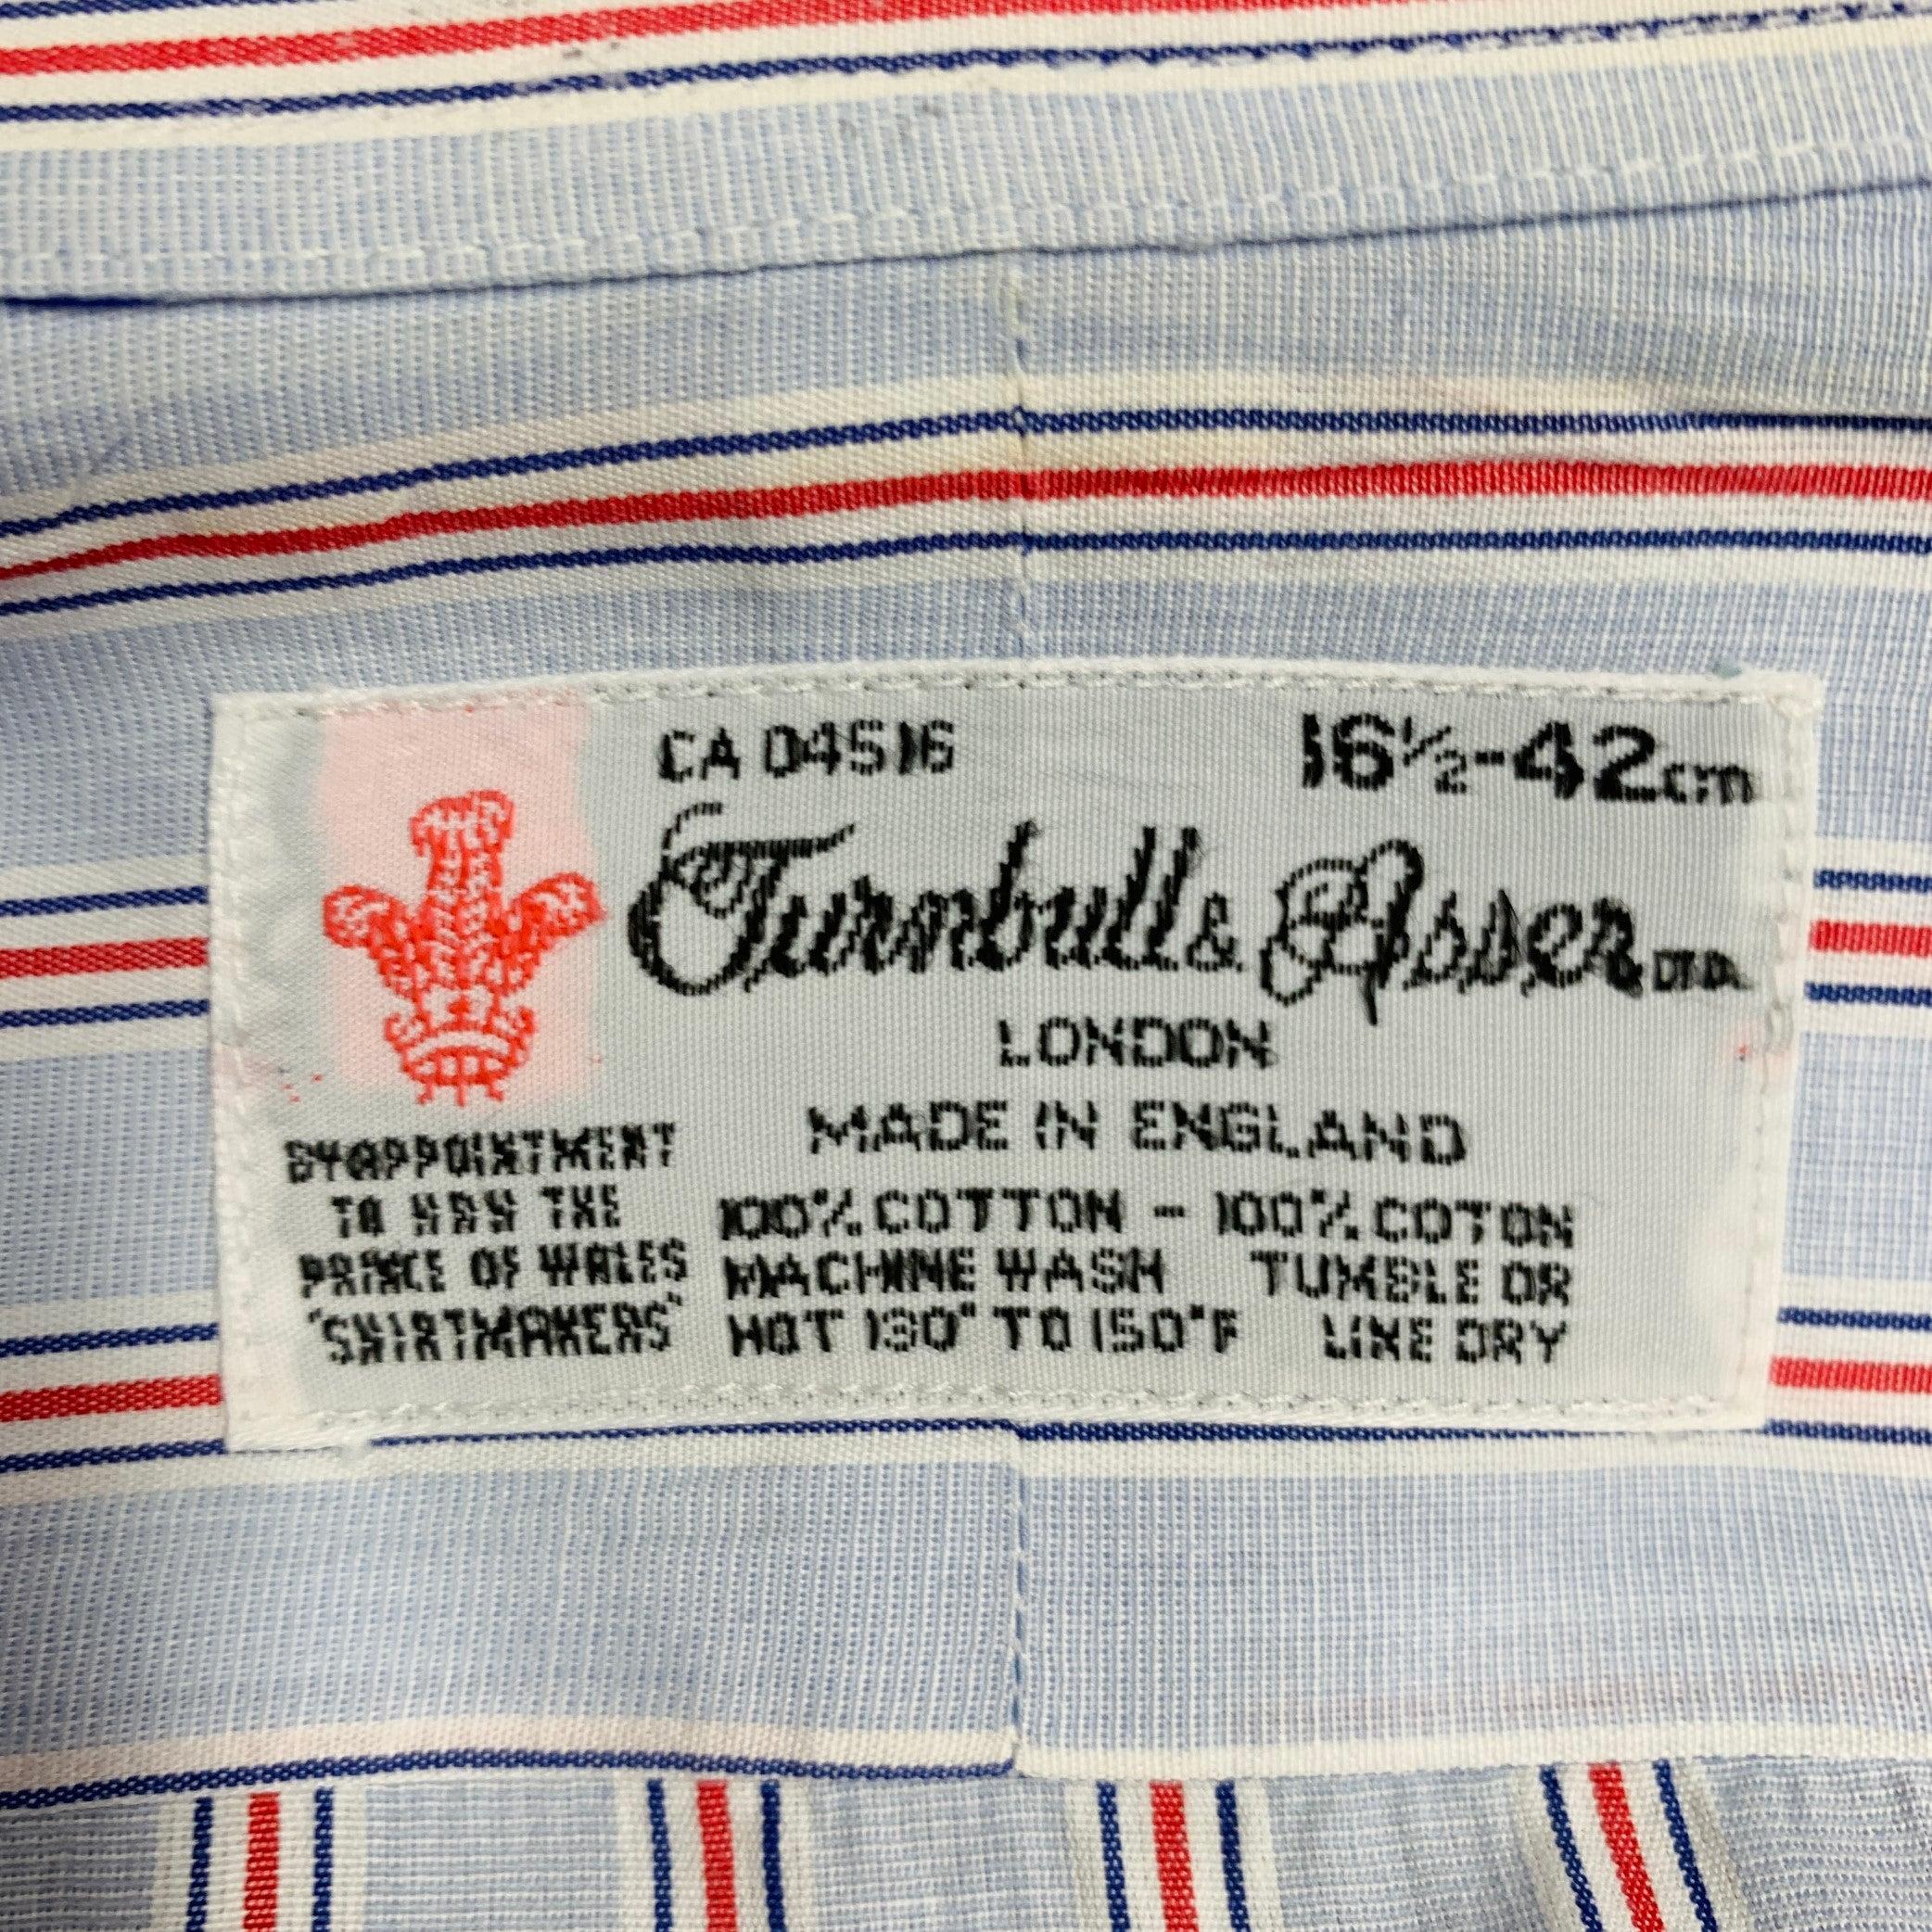 CA 04516
16½-42cm
Turnbull & Asser LTD.
LONDON
MADE IN ENGLAND
BY APPOINTMENT
TO HRH THE
PRINCE OF WALES
"SHIRTMAKERS"
100% COTTON - 100% COTON
MACHINE WASH TUMBLE OR
HOT 130° TO 150°F LINE DRY